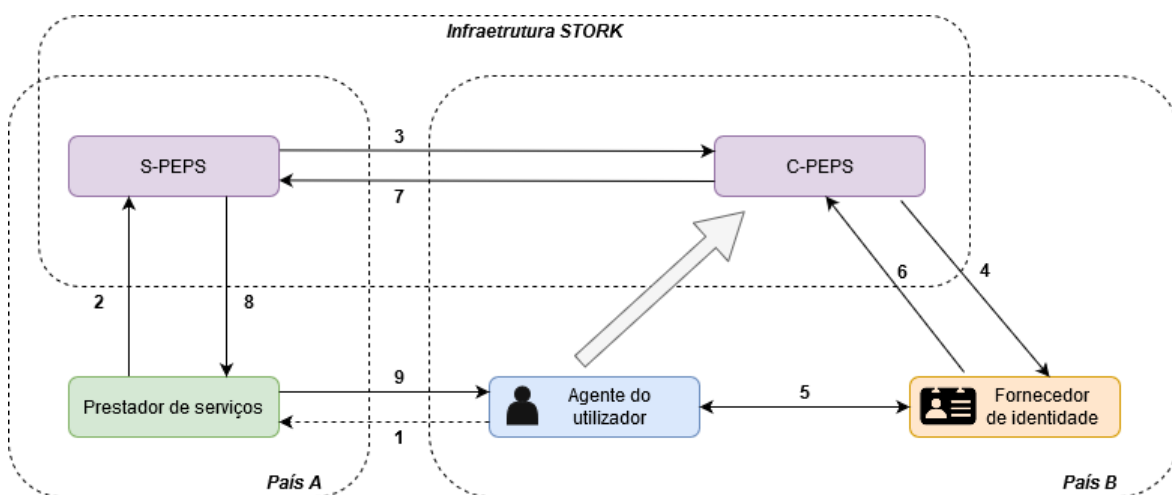 Infraetrutura STORK
3
S-PEPS
C-PEPS
7
6
4
2
8
9
5
Prestador de serviços
Agente do
utilizador
Fornecedor
de identidade
1
País A
País B